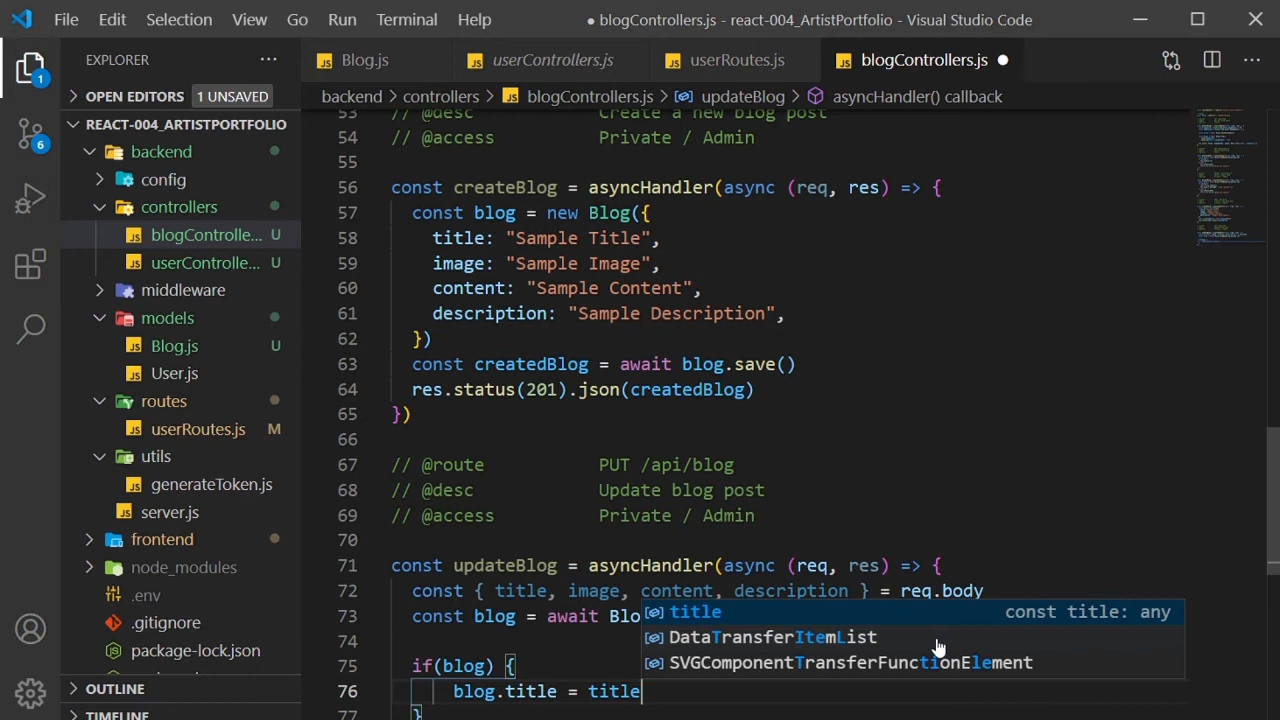 File Edit Selection View Go Run Terminal Help ● blogControllers.js - react-004_ArtistPortfolio - Visual Studio Code
EXPLORER
OPEN EDITORS 1 UNSAVED
REACT-004_ARTISTPORTFOLIO
backend
config
controllers
blogControlle... U
userControlle... U
middleware
models
Blog.js U
User.js
routes
userRoutes.js M
utils
generateToken.js
server.js
frontend
node_modules
.env
.gitignore
package-lock.json
OUTLINE
TIMELINE
1
6
JS Blog.js JS userControllers.js JS userRoutes.js JS blogControllers.js ●
backend > controllers > JS blogControllers.js > updateBlog > asyncHandler() callback
53 // @desc Create a new blog post
54 // @access Private / Admin
55
56 const createBlog = asyncHandler(async (req, res) => {
57 const blog = new Blog({
58 title: "Sample Title",
59 image: "Sample Image",
60 content: "Sample Content",
61 description: "Sample Description",
62 })
63 const createdBlog = await blog.save()
64 res.status(201).json(createdBlog)
65 })
66
67 // @route PUT /api/blog
68 // @desc Update blog post
69 // @access Private / Admin
70
71 const updateBlog = asyncHandler(async (req, res) => {
72 const { title, image, content, description } = req.body
73 const blog = await Blo
74
75 if(blog) {
76 blog.title = title
77 }
title const title: any
DataTransferItemList
SVGComponentTransferFunctionElement